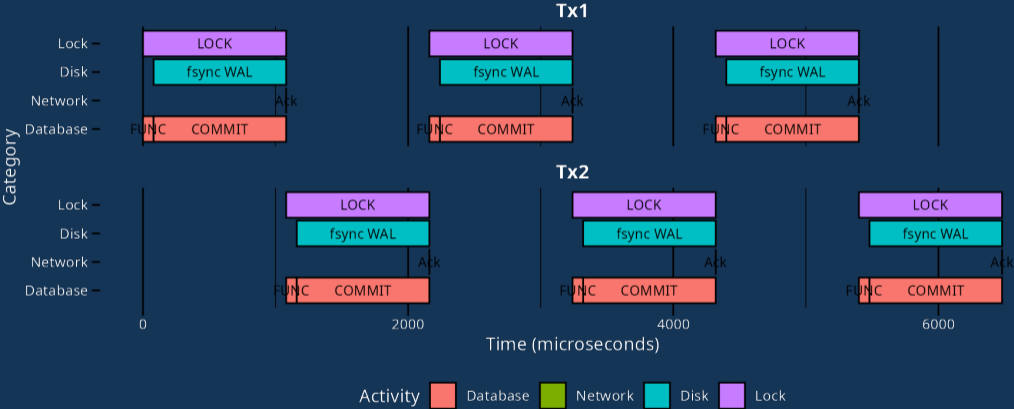 Tx1
Lock LOCK LOCK LOCK
Disk fsync WAL fsync WAL fsync WAL
Network Ack Ack Ack
Database FUNC COMMIT FUNC COMMIT FUNC COMMIT
Category
Tx2
Lock LOCK LOCK LOCK
Disk fsync WAL fsync WAL fsync WAL
Network Ack Ack Ack
Database FUNC COMMIT FUNC COMMIT FUNC COMMIT
0 2000 4000 6000
Time (microseconds)
Activity Database Network Disk Lock